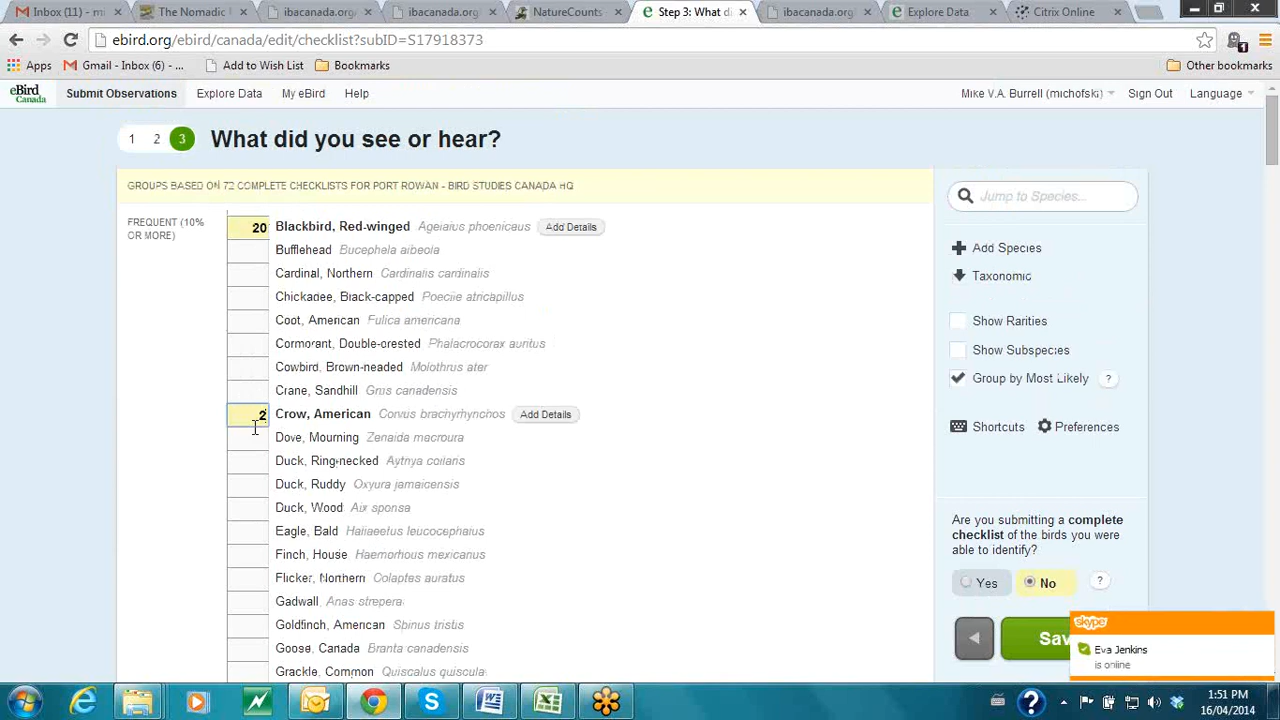 M Inbox (1) - m
The Nomadic
ibacanada.org
ibacanada.org
NatureCounts
Step 3: What d
ibacanada.org
Explore Data
Citrix Online
ebird.org/ebird/canada/edit/checklist?subID=S17918373
1
Apps Gmail - Inbox (6) - ... Add to Wish List Bookmarks Other bookmarks
eBird Canada Submit Observations Explore Data My eBird Help Mike V.A. Burrell (michofski) Sign Out Language
1 2 3 What did you see or hear?
GROUPS BASED ON 72 COMPLETE CHECKLISTS FOR PORT ROWAN - BIRD STUDIES CANADA HQ
FREQUENT (10% OR MORE)
20 Blackbird, Red-winged Agelaius phoeniceus Add Details
Bufflehead Bucephala albeola
Cardinal, Northern Cardinalis cardinalis
Chickadee, Black-capped Poecile atricapillus
Coot, American Fulica americana
Cormorant, Double-crested Phalacrocorax auritus
Cowbird, Brown-headed Molothrus ater
Crane, Sandhill Grus canadensis
2 Crow, American Corvus brachyrhynchos Add Details
Dove, Mourning Zenaida macroura
Duck, Ring-necked Aythya collaris
Duck, Ruddy Oxyura jamaicensis
Duck, Wood Aix sponsa
Eagle, Bald Haliaeetus leucocephalus
Finch, House Haemorhous mexicanus
Flicker, Northern Colaptes auratus
Gadwall Anas strepera
Goldfinch, American Spinus tristis
Goose, Canada Branta canadensis
Grackle, Common Quiscalus quiscula
Jump to Species...
Add Species
Taxonomic
Show Rarities
Show Subspecies
Group by Most Likely ?
Shortcuts Preferences
Are you submitting a complete
checklist of the birds you were
able to identify?
Yes No ?
Sav
skype
Eva Jenkins
is online
1:51 PM
16/04/2014